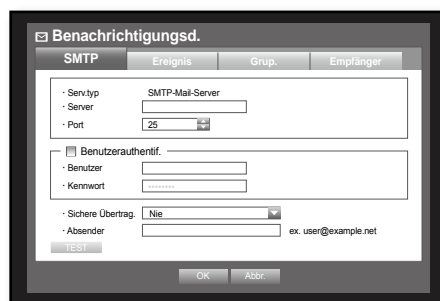 Benachrichtigungsd.
SMTP Ereignis Grup. Empfänger
· Serv.typ SMTP-Mail-Server
· Server
· Port 25
Benutzerauthentif.
· Benutzer
· Kennwort --------
· Sichere Übertrag. Nie
· Absender ex. user@example.net
TEST
OK Abbr.